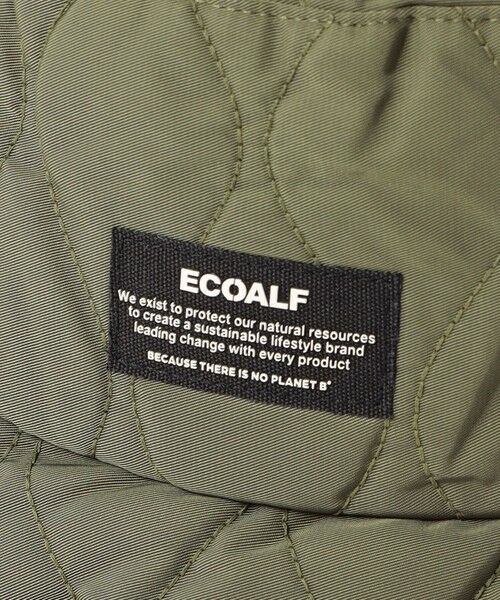 ECOALF
We exist to protect our natural resources
to create a sustainable lifestyle brand
leading change with every product
BECAUSE THERE IS NO PLANET B®